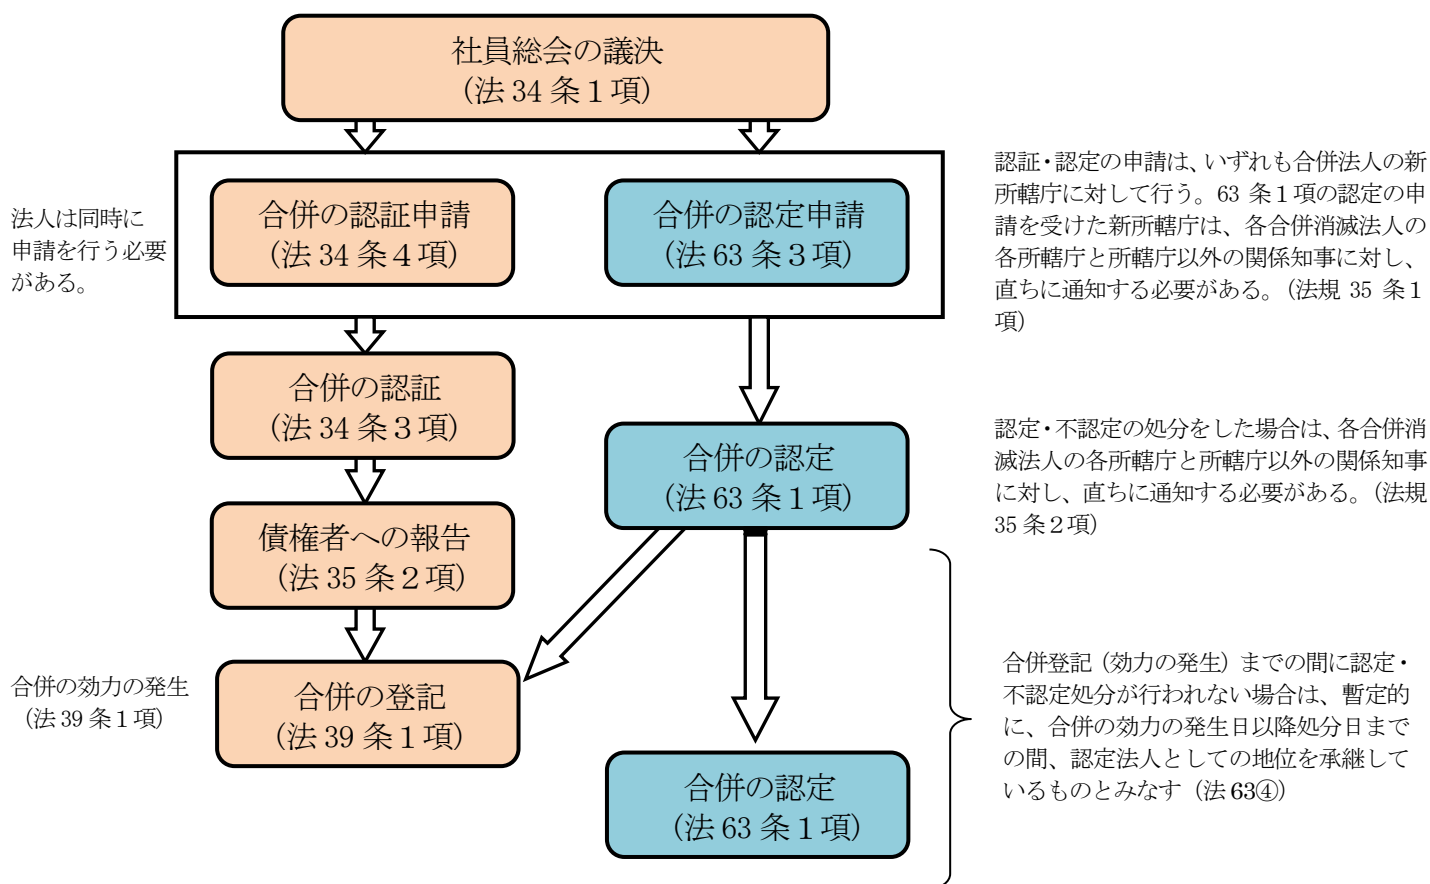 社員総会の議決
(法 34 条１項)
法人は同時に
申請を行う必要
がある。
合併の認証申請
(法 34 条４項)
合併の認定申請
(法 63 条３項)
認証・認定の申請は、いずれも合併法人の新
所轄庁に対して行う。63 条１項の認定の申
請を受けた新所轄庁は、各合併消滅法人の
各所轄庁と所轄庁以外の関係知事に対し、
直ちに通知する必要がある。(法規 35 条１
項)
合併の認証
(法 34 条３項)
合併の認定
(法 63 条１項)
認定・不認定の処分をした場合は、各合併消
滅法人の各所轄庁と所轄庁以外の関係知事
に対し、直ちに通知する必要がある。(法規
35 条２項)
債権者への報告
(法 35 条２項)
合併の効力の発生
(法 39 条１項)
合併の登記
(法 39 条１項)
合併の認定
(法 63 条１項)
合併登記（効力の発生）までの間に認定・
不認定処分が行われない場合は、暫定的
に、合併の効力の発生日以降処分日まで
の間、認定法人としての地位を承継して
いるものとみなす（法 63④）